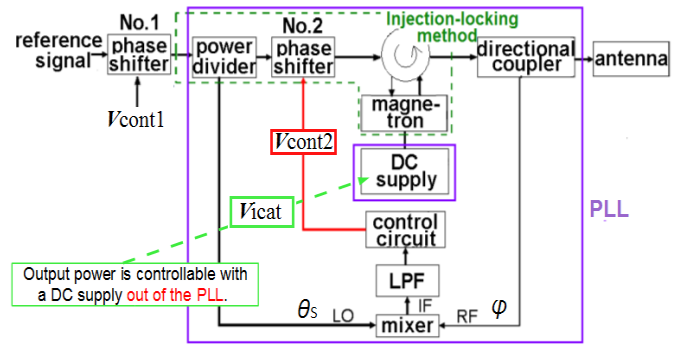 No.1
No.2
Injection-locking
method
reference
signal
phase
shifter
power
divider
phase
shifter
directional
coupler
antenna
magne-
tron
Vcont1
Vcont2
DC
supply
PLL
Vicat
control
circuit
Output power is controllable with
a DC supply out of the PLL.
LPF
θs LO
IF
mixer
RF φ